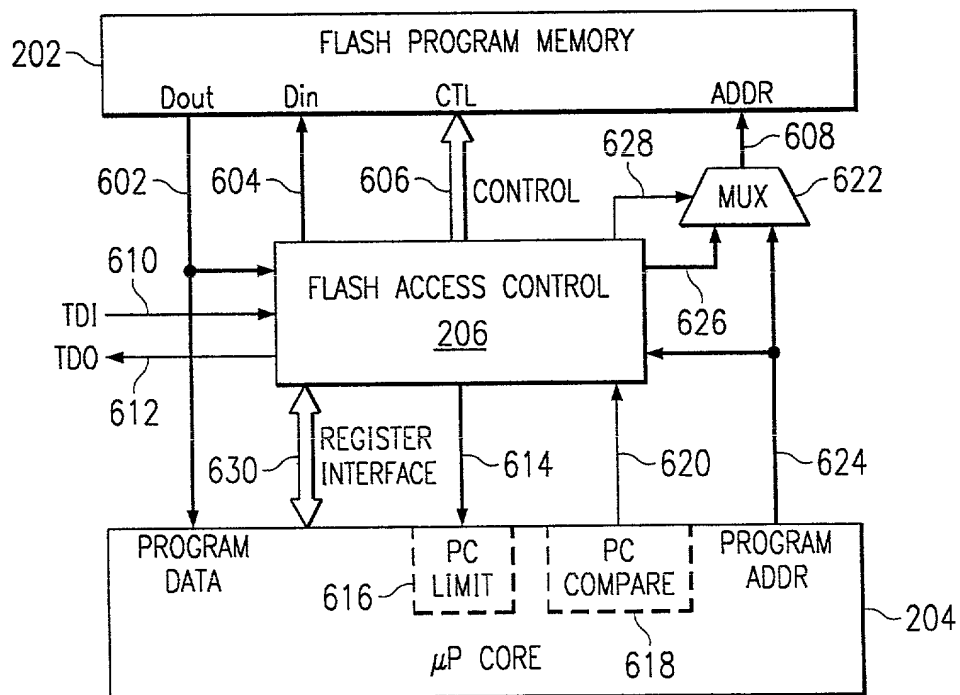 202
FLASH PROGRAM MEMORY
Dout
Din
CTL
ADDR
602
604
606
CONTROL
628
608
MUX
622
610
TDI
TDO
612
FLASH ACCESS CONTROL
206
626
630
REGISTER
INTERFACE
614
620
624
PROGRAM
DATA
616
PC
LIMIT
PC
COMPARE
618
PROGRAM
ADDR
204
μP CORE